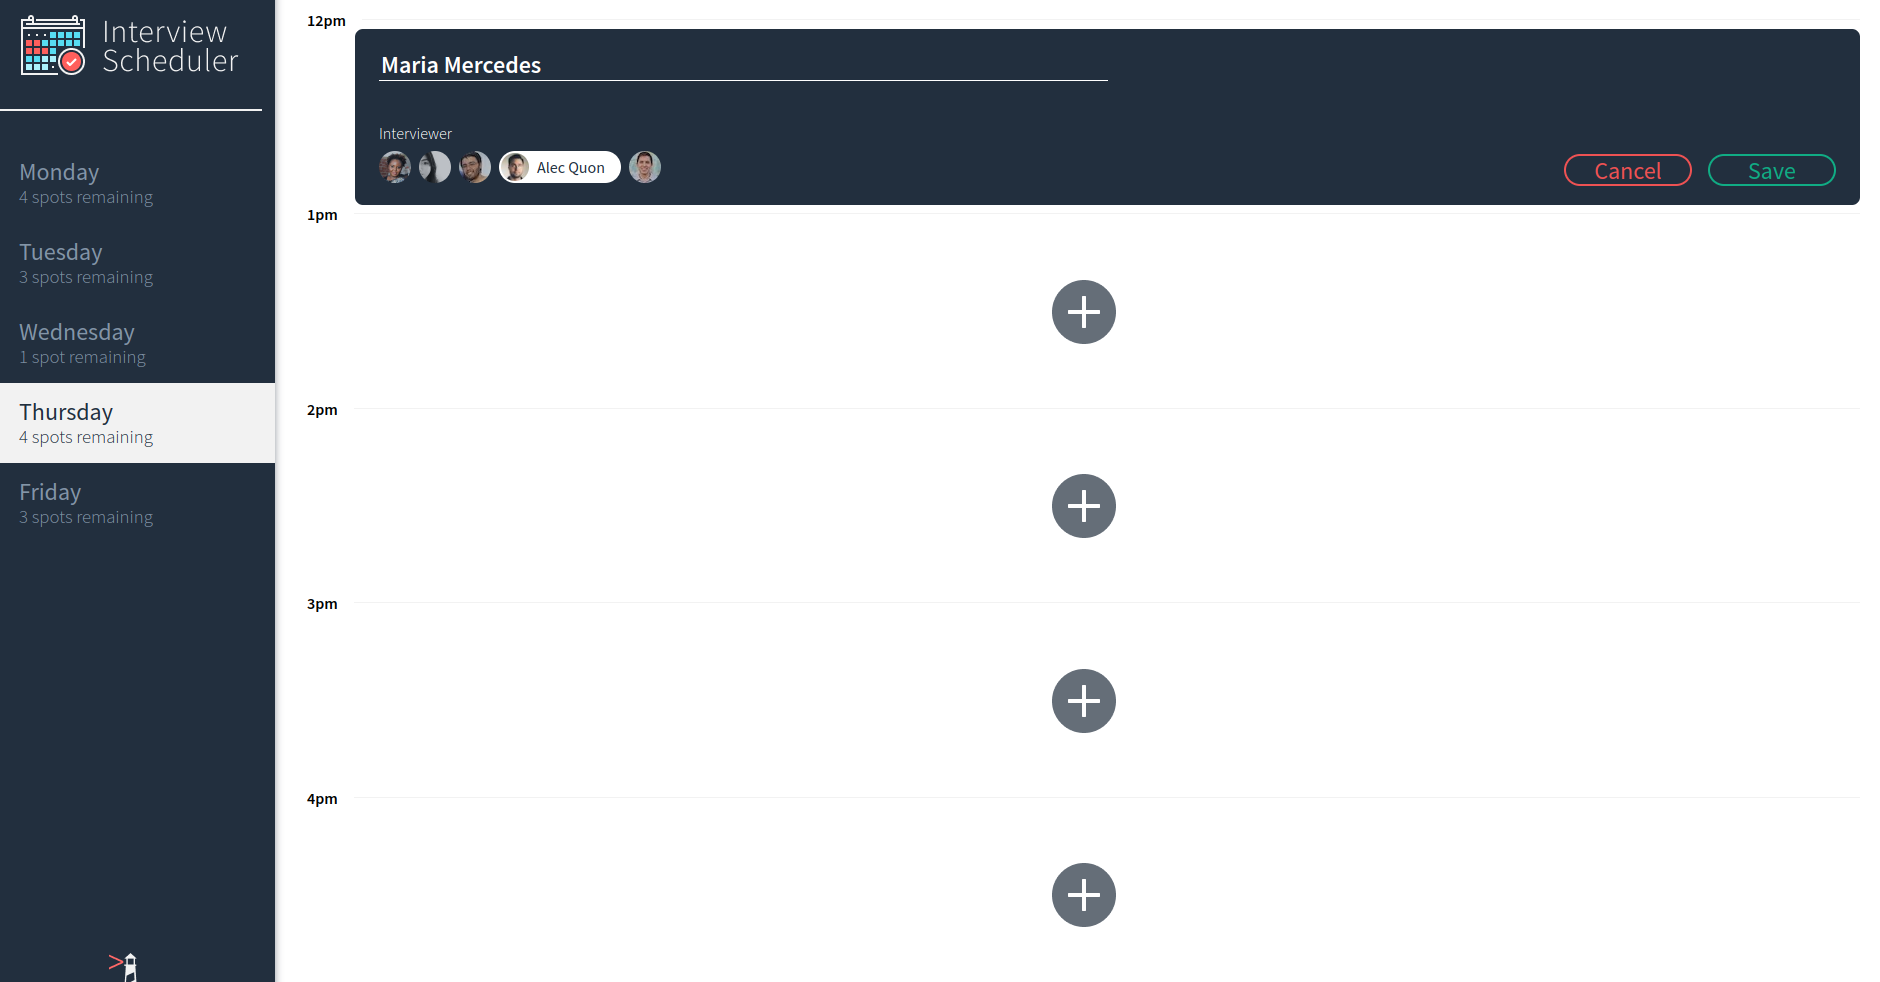 Interview
Scheduler
Monday
4 spots remaining
Tuesday
3 spots remaining
Wednesday
1 spot remaining
Thursday
4 spots remaining
Friday
3 spots remaining
12pm
Maria Mercedes
Interviewer
Alec Quon
Cancel
Save
1pm
2pm
3pm
4pm